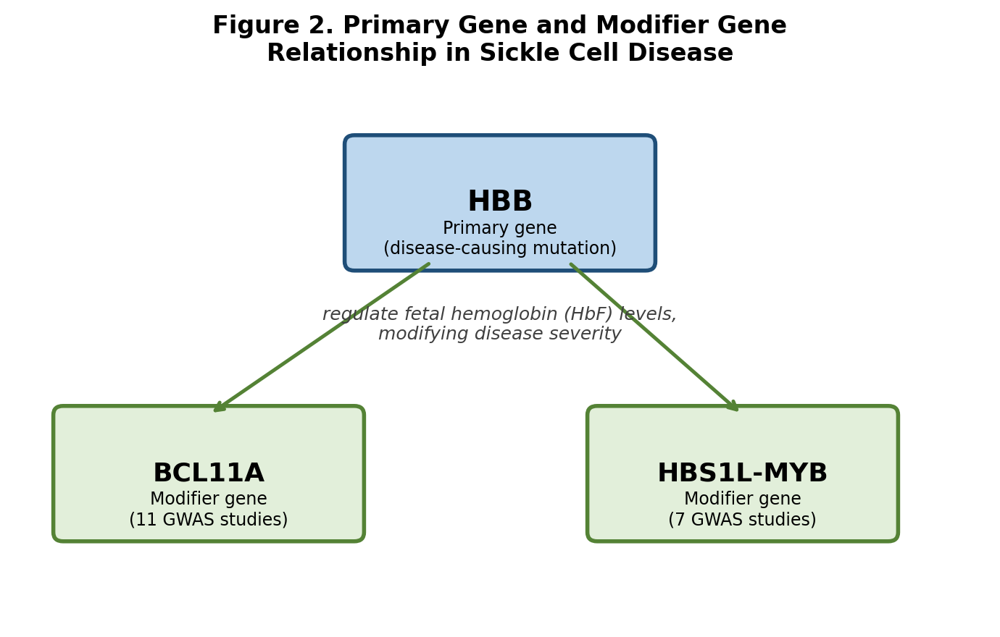 Figure 2. Primary Gene and Modifier Gene
Relationship in Sickle Cell Disease
HBB
Primary gene
(disease-causing mutation)
regulate fetal hemoglobin (HbF) levels,
modifying disease severity
BCL11A
Modifier gene
(11 GWAS studies)
HBS1L-MYB
Modifier gene
(7 GWAS studies)